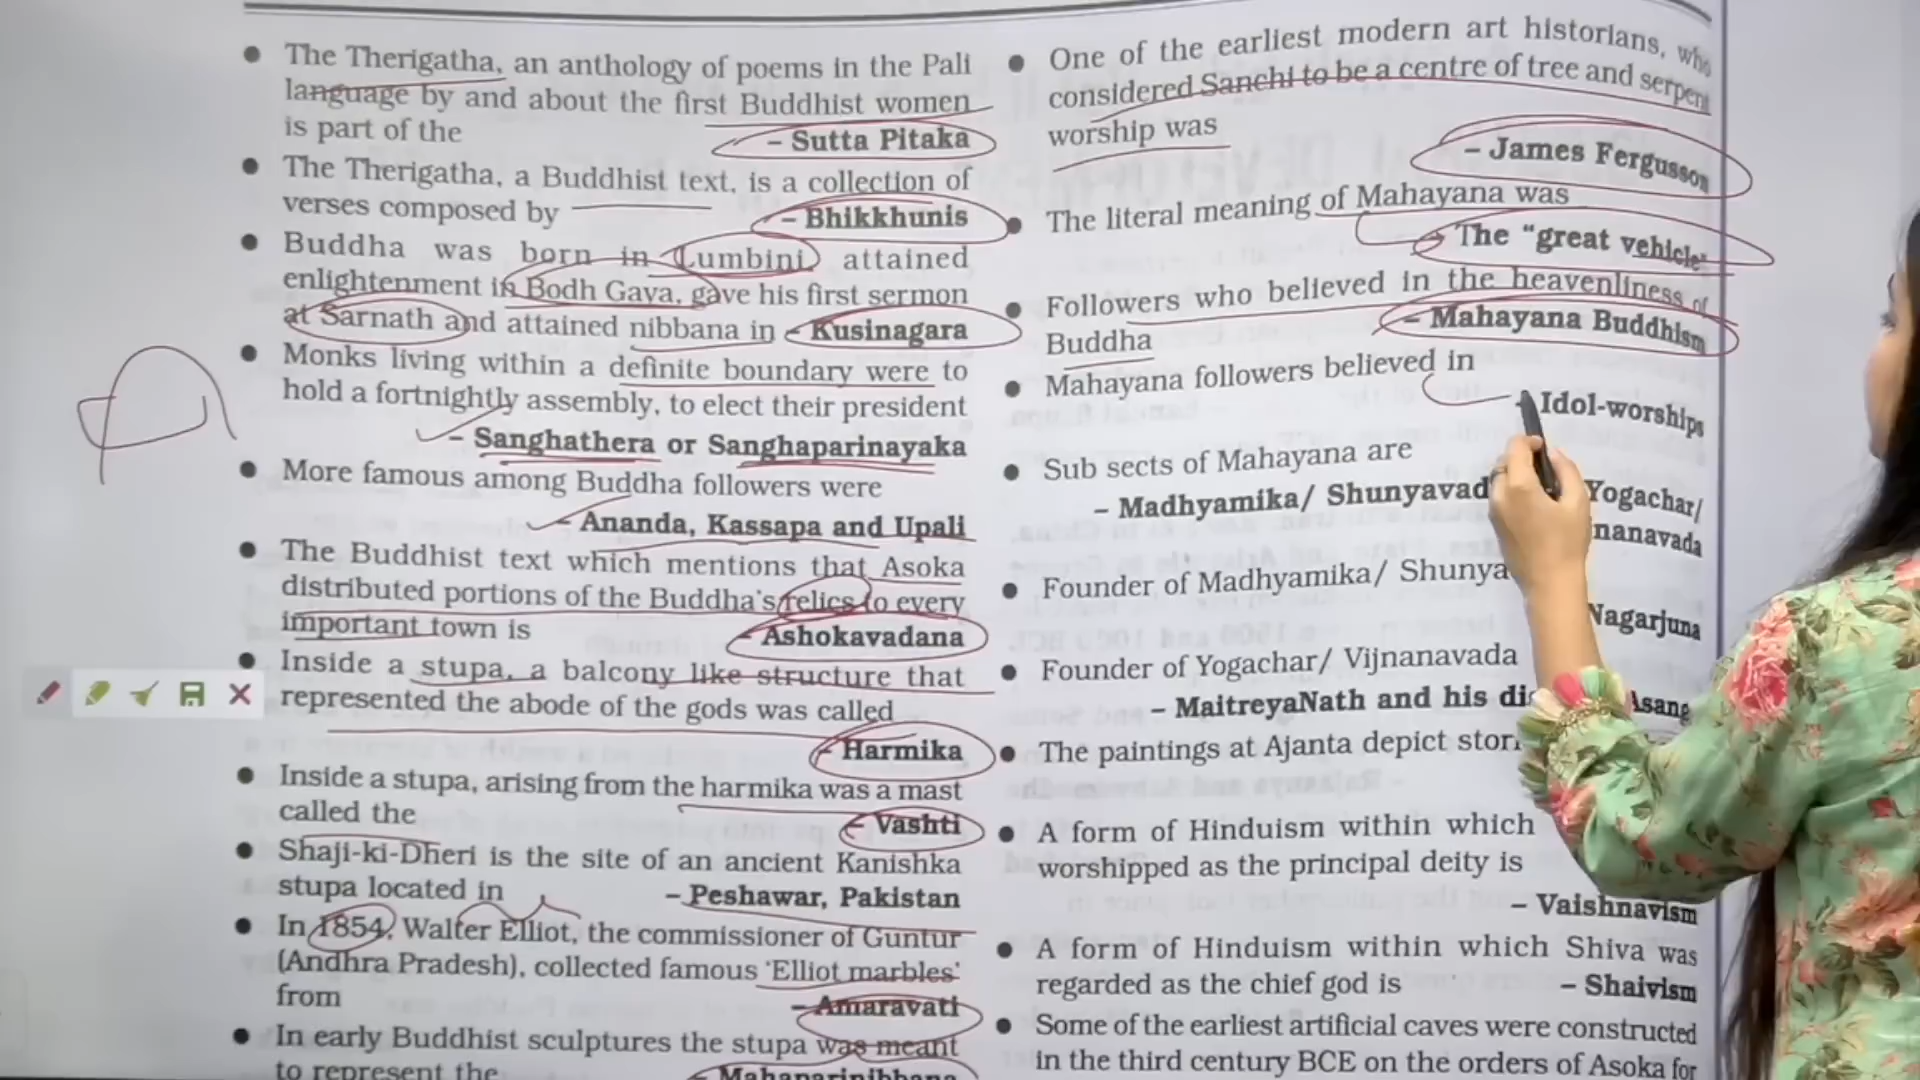 ● The Therigatha, an anthology of poems in the Pali
language by and about the first Buddhist women
is part of the – Sutta Pitaka
● The Therigatha, a Buddhist text, is a collection of
verses composed by – Bhikkhunis
● Buddha was born in Lumbini attained
enlightenment in Bodh Gaya, gave his first sermon
at Sarnath and attained nibbana in – Kusinagara
● Monks living within a definite boundary were to
hold a fortnightly assembly, to elect their president
– Sanghathera or Sanghaparinayaka
● More famous among Buddha followers were
– Ananda, Kassapa and Upali
● The Buddhist text which mentions that Asoka
distributed portions of the Buddha's relics to every
important town is – Ashokavadana
● Inside a stupa, a balcony like structure that
represented the abode of the gods was called
– Harmika
● Inside a stupa, arising from the harmika was a mast
called the – Vashti
● Shaji-ki-Dheri is the site of an ancient Kanishka
stupa located in – Peshawar, Pakistan
● In 1854, Walter Elliot, the commissioner of Guntur
(Andhra Pradesh), collected famous 'Elliot marbles'
from – Amaravati
● In early Buddhist sculptures the stupa was meant
to represent the – Mahaparinibbana
● One of the earliest modern art historians, who
considered Sanchi to be a centre of tree and serpent
worship was
– James Fergusson
● The literal meaning of Mahayana was
– The “great vehicle”
● Followers who believed in the heavenliness of
Buddha – Mahayana Buddhism
● Mahayana followers believed in
– Idol-worships
● Sub sects of Mahayana are
– Madhyamika/ Shunyavad Yogachar/
nanavada
● Founder of Madhyamika/ Shunya
Nagarjuna
● Founder of Yogachar/ Vijnanavada
– MaitreyaNath and his di Asang
● The paintings at Ajanta depict stori
● A form of Hinduism within which
worshipped as the principal deity is
– Vaishnavism
● A form of Hinduism within which Shiva was
regarded as the chief god is – Shaivism
● Some of the earliest artificial caves were constructed
in the third century BCE on the orders of Asoka for